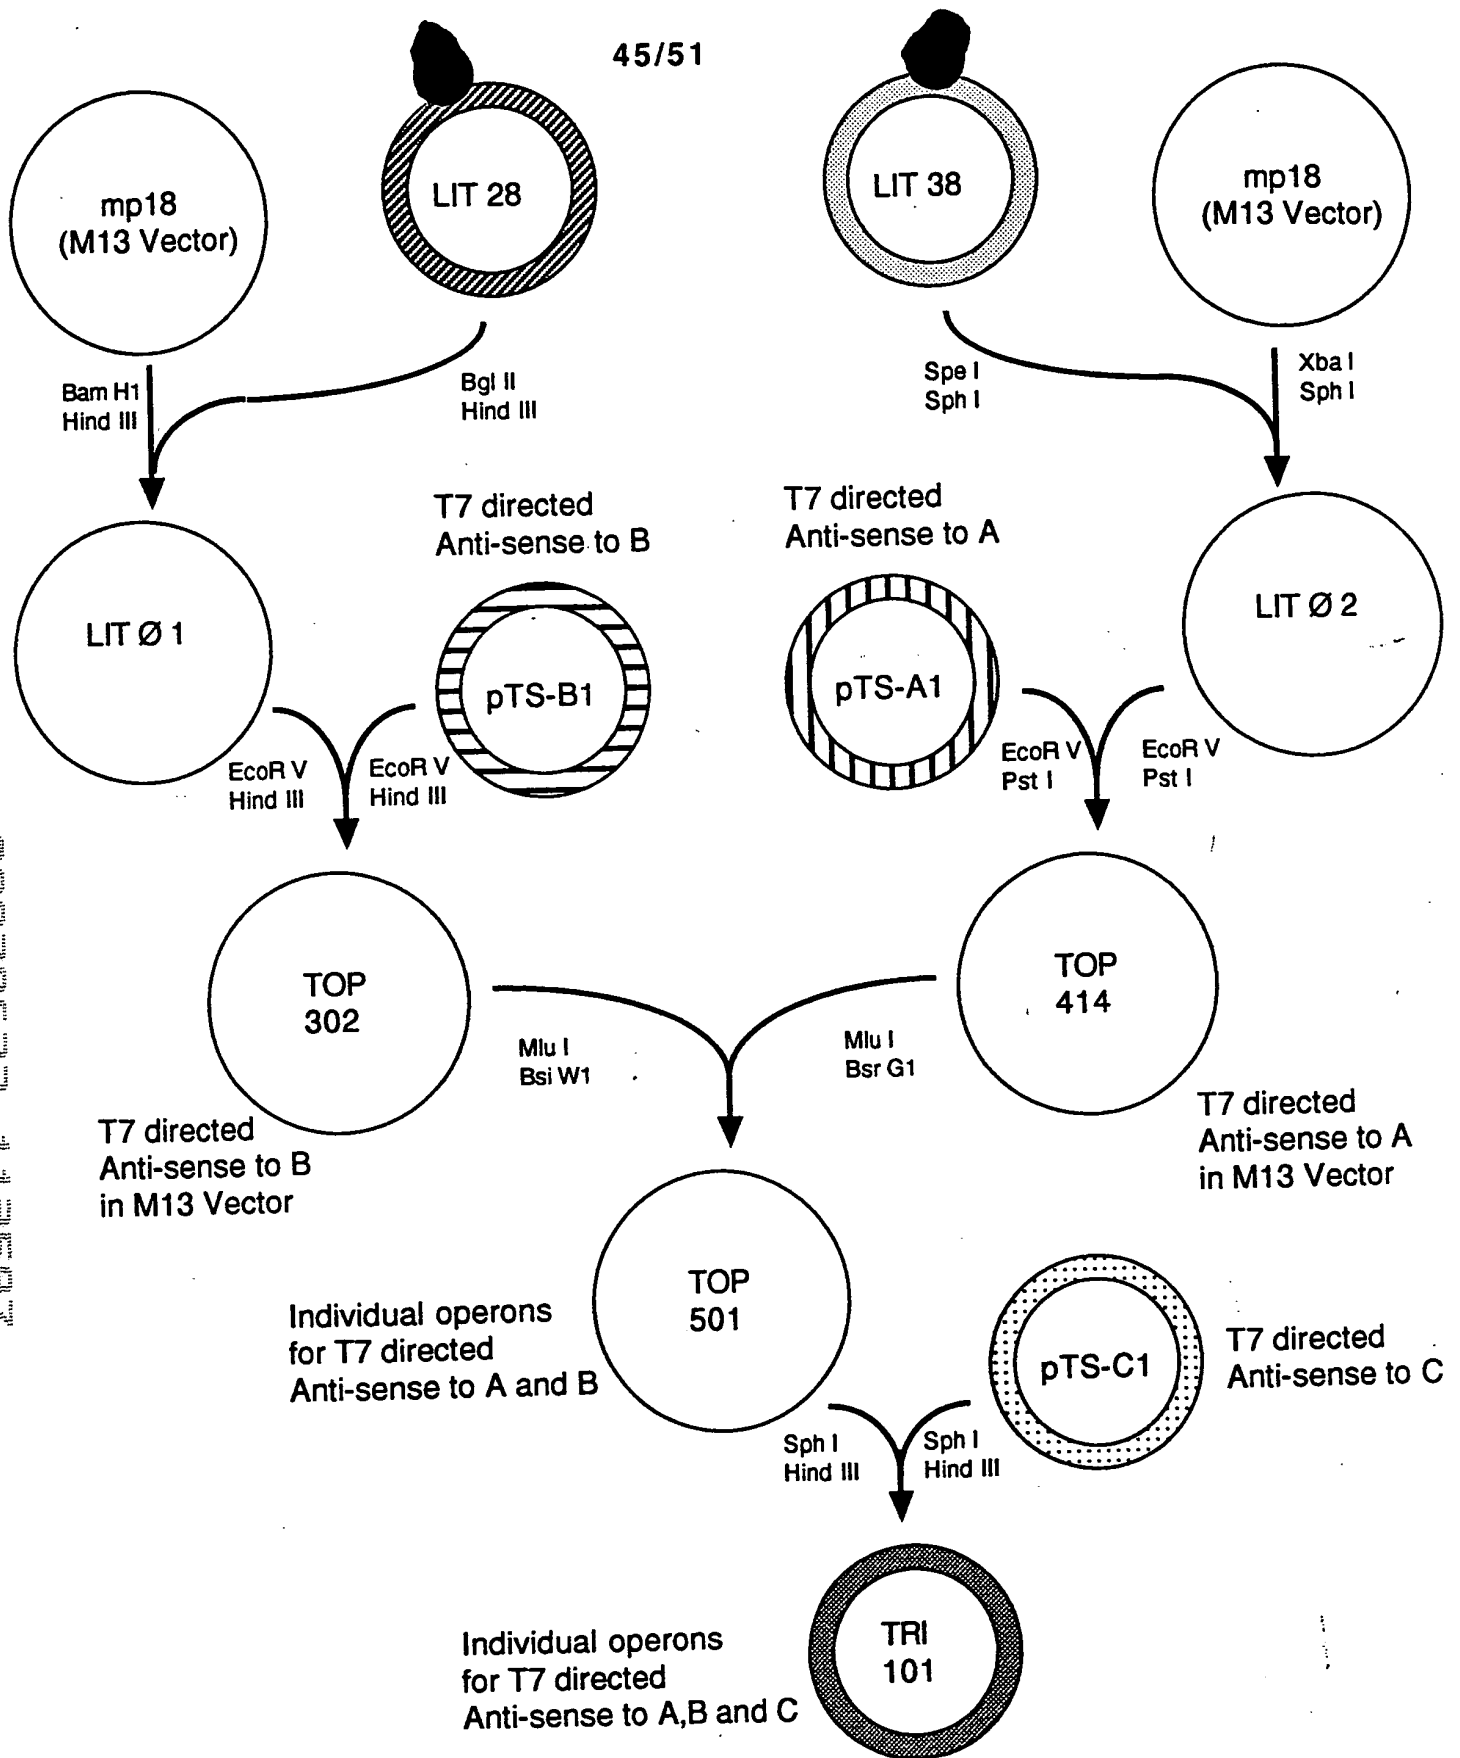 45/51
mp18
(M13 Vector)
LIT 28
LIT 38
mp18
(M13 Vector)
Bam H1
Hind III
Bgl II
Hind III
Spe I
Sph I
Xba I
Sph I
T7 directed
Anti-sense to B
T7 directed
Anti-sense to A
LIT Ø 1
pTS-B1
pTS-A1
LIT Ø 2
EcoR V
Hind III
EcoR V
Hind III
EcoR V
Pst I
EcoR V
Pst I
TOP
302
TOP
414
Mlu I
Bsi W1
Mlu I
Bsr G1
T7 directed
Anti-sense to B
in M13 Vector
T7 directed
Anti-sense to A
in M13 Vector
TOP
501
Individual operons
for T7 directed
Anti-sense to A and B
pTS-C1
T7 directed
Anti-sense to C
Sph I
Hind III
Sph I
Hind III
TRI
101
Individual operons
for T7 directed
Anti-sense to A,B and C